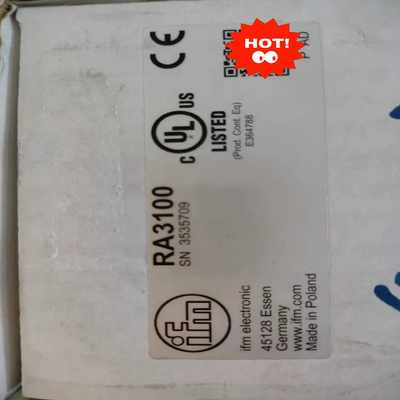 HOT!
CE
P AD
C UL US
LISTED
(Prod. Cont. Eq)
E364788
RA3100
SN 3535709
ifm
ifm electronic
45128 Essen
Germany
www.ifm.com
Made in Poland